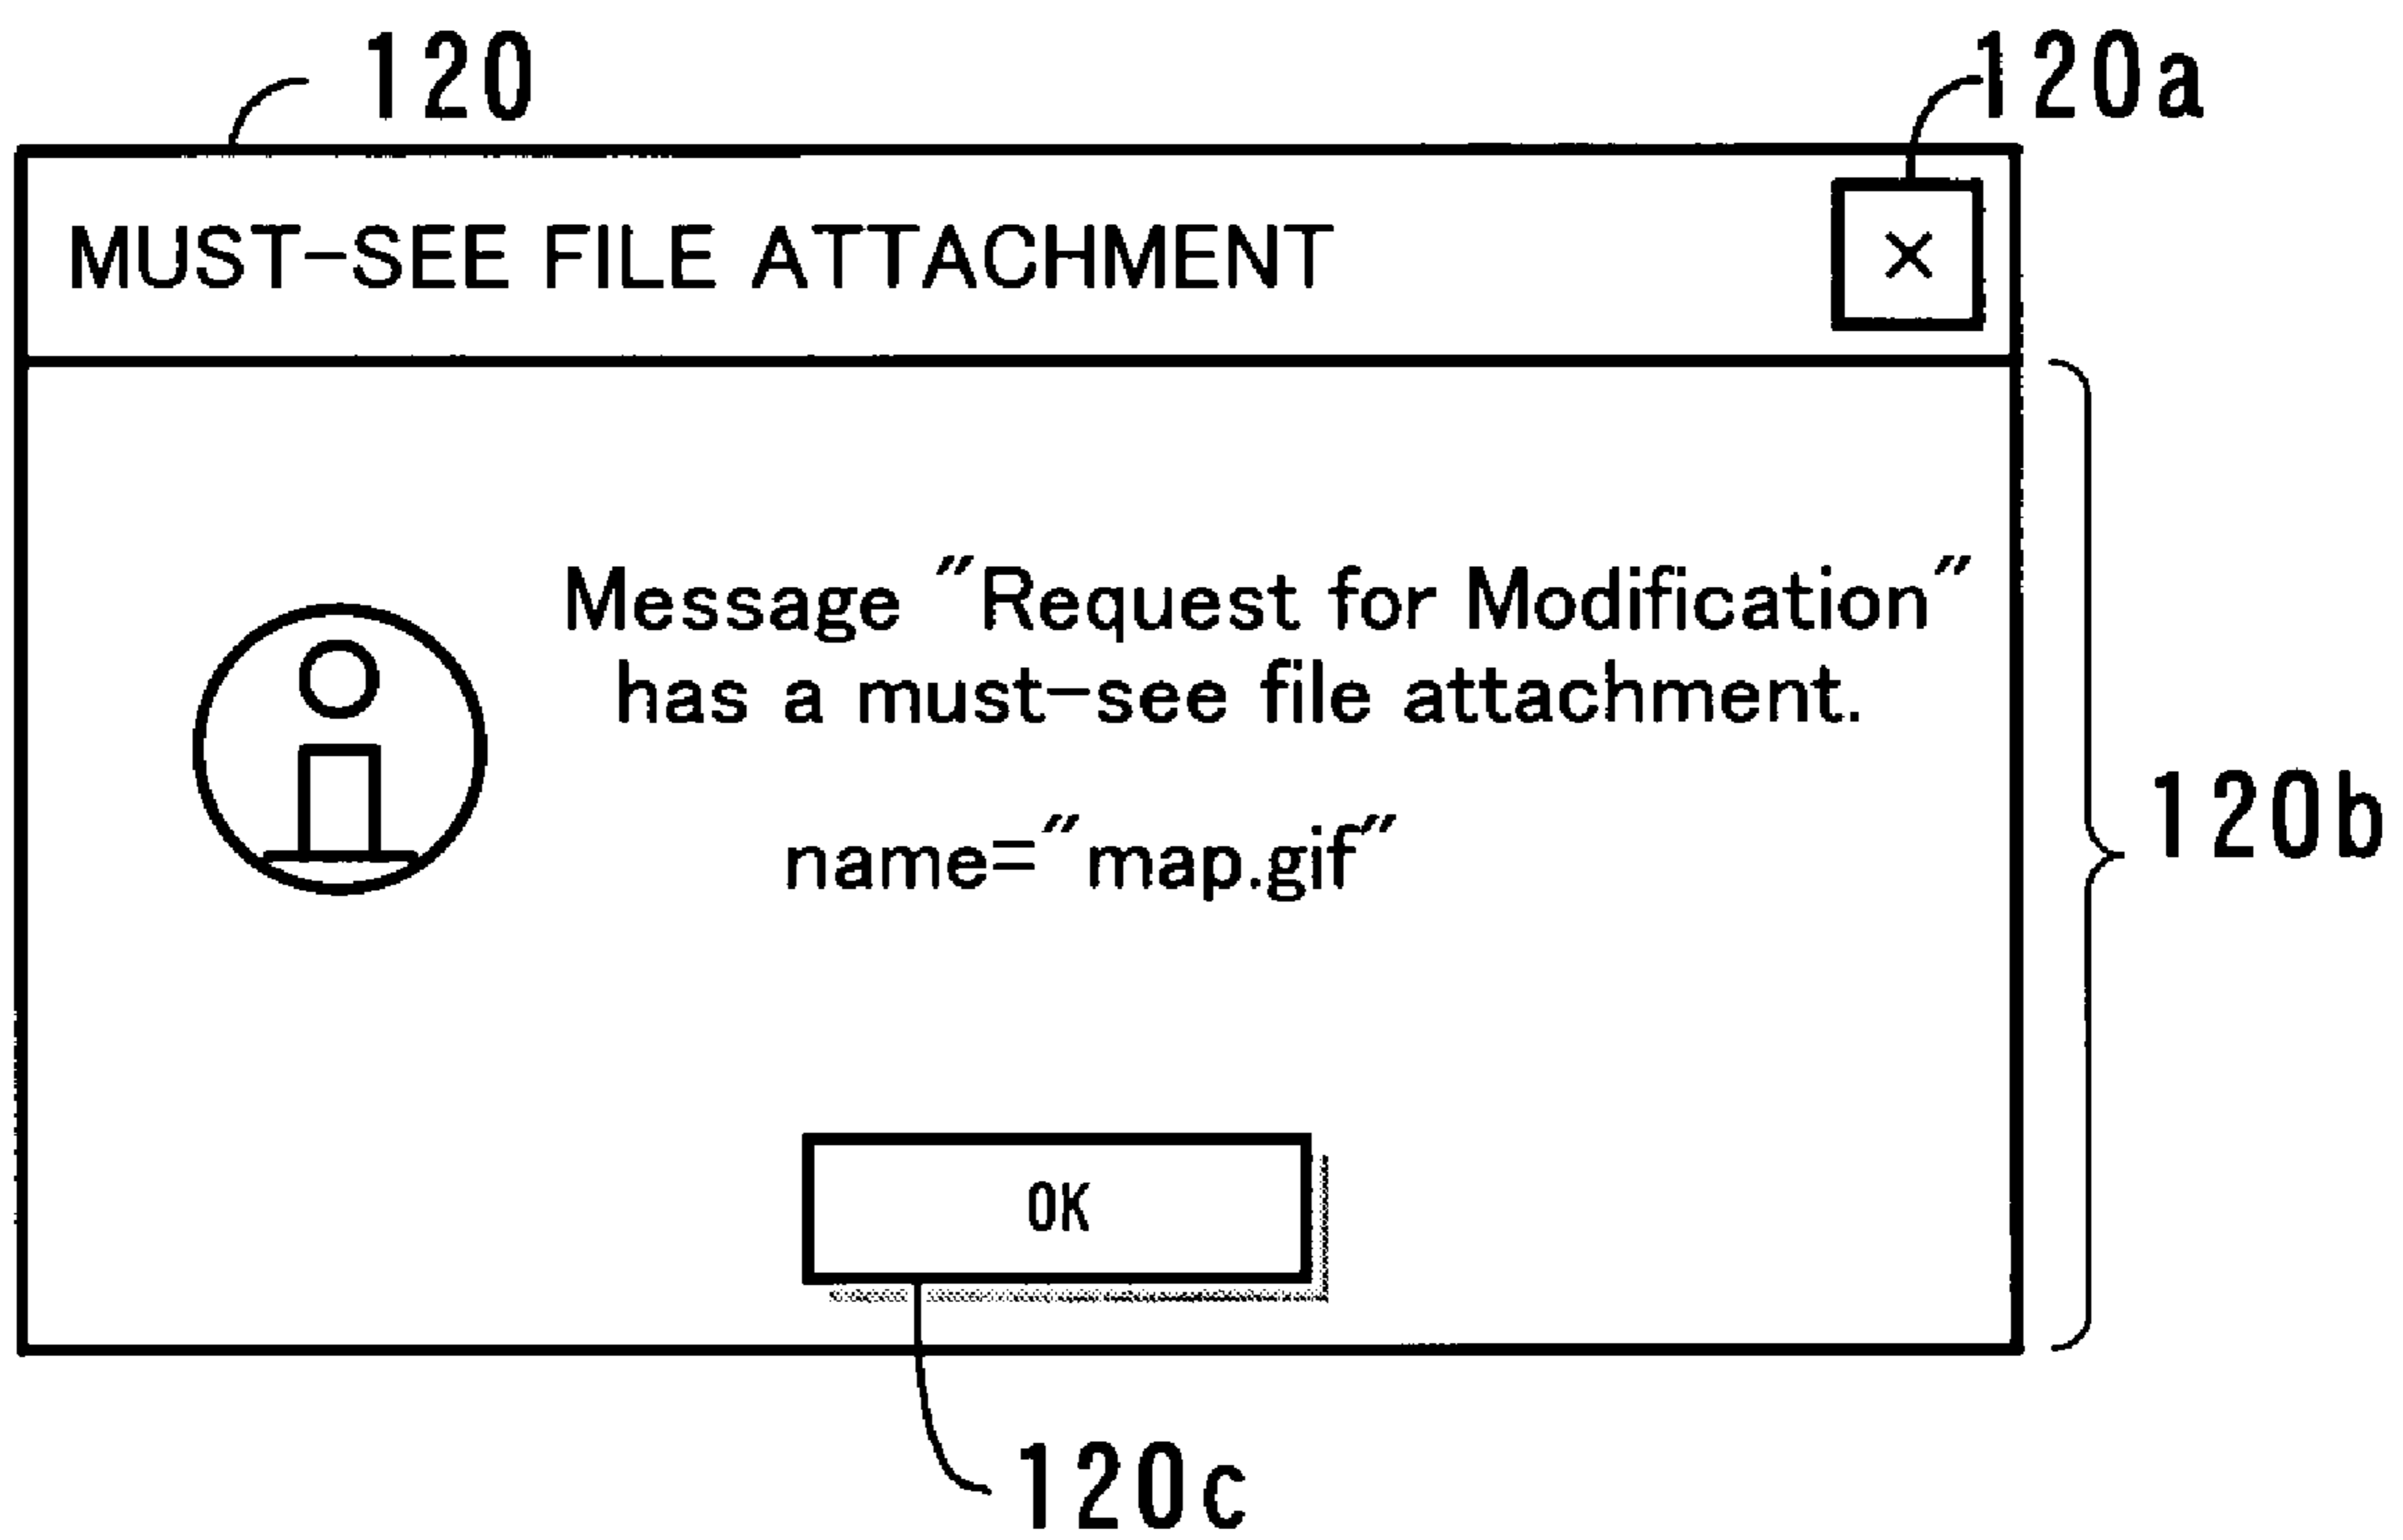 120
120a
MUST-SEE FILE ATTACHMENT
×
Message "Request for Modification"
has a must-see file attachment.
name="map.gif"
120b
OK
120c